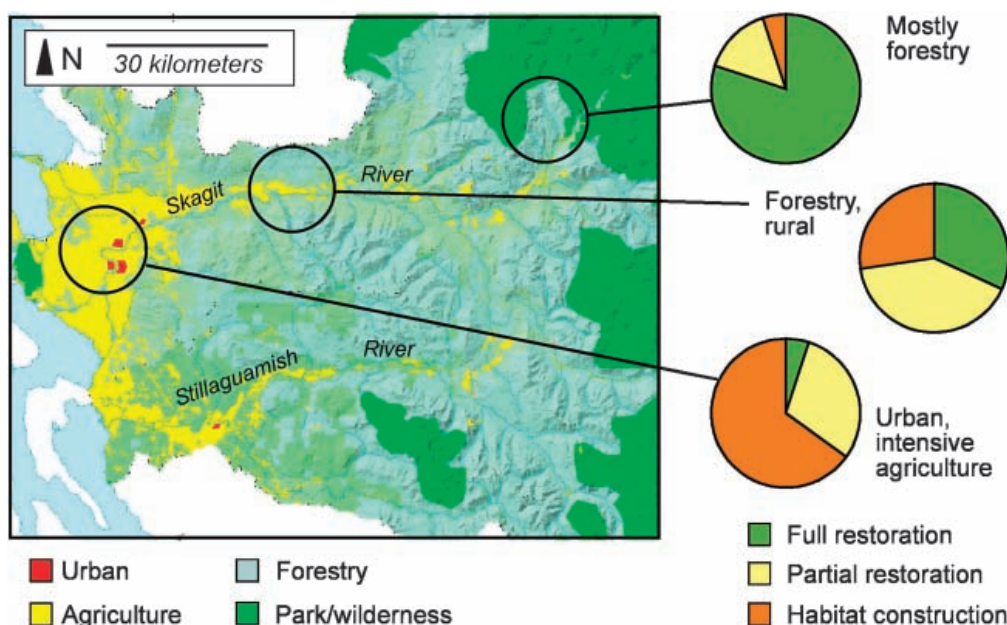 N
30 kilometers
Skagit
River
Stillaguamish
River
Mostly
forestry
Forestry,
rural
Urban,
intensive
agriculture
Urban
Agriculture
Forestry
Park/wilderness
Full restoration
Partial restoration
Habitat construction